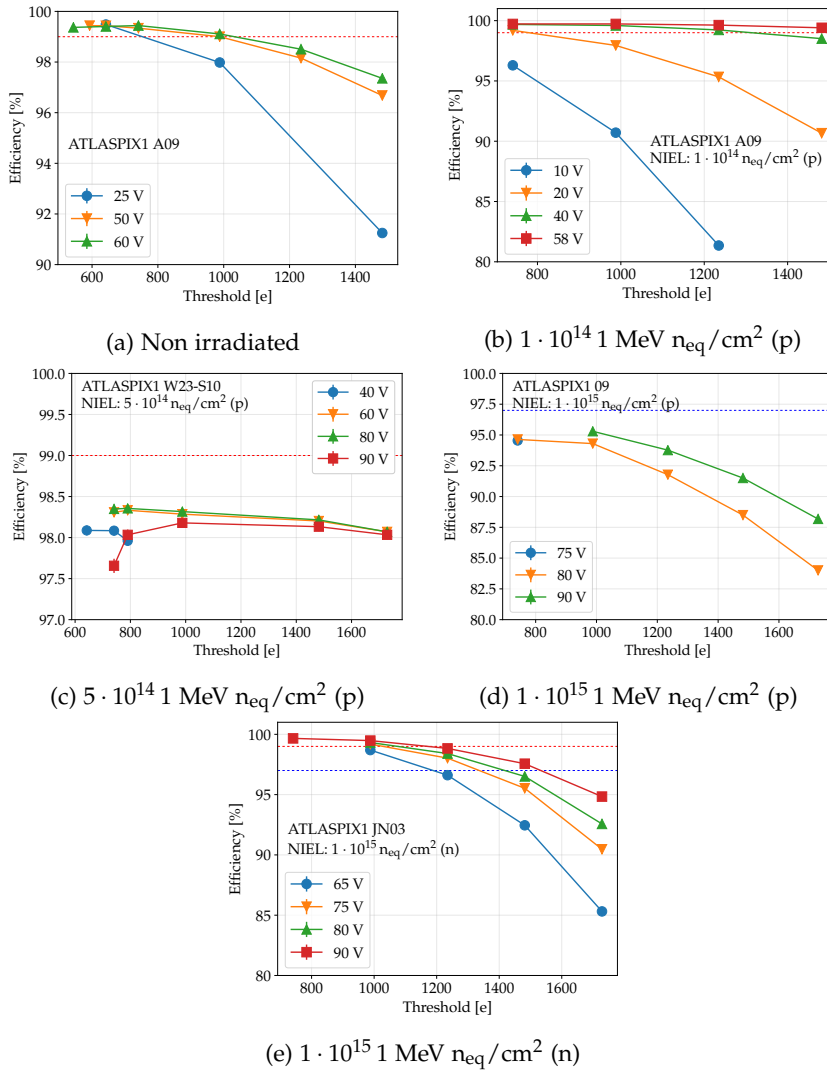 100
98
96
94
92
90
Efficiency [%]
ATLASPIX1 A09
25 V
50 V
60 V
600 800 1000 1200 1400
Threshold [e]
(a) Non irradiated
100
95
90
85
80
Efficiency [%]
ATLASPIX1 A09
NIEL: 1 · 10¹⁴ n_eq/cm² (p)
10 V
20 V
40 V
58 V
800 1000 1200 1400
Threshold [e]
(b) 1 · 10¹⁴ 1 MeV n_eq/cm² (p)
100.0
99.5
99.0
98.5
98.0
97.5
97.0
Efficiency [%]
ATLASPIX1 W23-S10
NIEL: 5 · 10¹⁴ n_eq/cm² (p)
40 V
60 V
80 V
90 V
600 800 1000 1200 1400 1600
Threshold [e]
(c) 5 · 10¹⁴ 1 MeV n_eq/cm² (p)
100.0
97.5
95.0
92.5
90.0
87.5
85.0
82.5
80.0
Efficiency [%]
ATLASPIX1 09
NIEL: 1 · 10¹⁵ n_eq/cm² (p)
75 V
80 V
90 V
800 1000 1200 1400 1600
Threshold [e]
(d) 1 · 10¹⁵ 1 MeV n_eq/cm² (p)
100
95
90
85
80
Efficiency [%]
ATLASPIX1 JN03
NIEL: 1 · 10¹⁵ n_eq/cm² (n)
65 V
75 V
80 V
90 V
800 1000 1200 1400 1600
Threshold [e]
(e) 1 · 10¹⁵ 1 MeV n_eq/cm² (n)